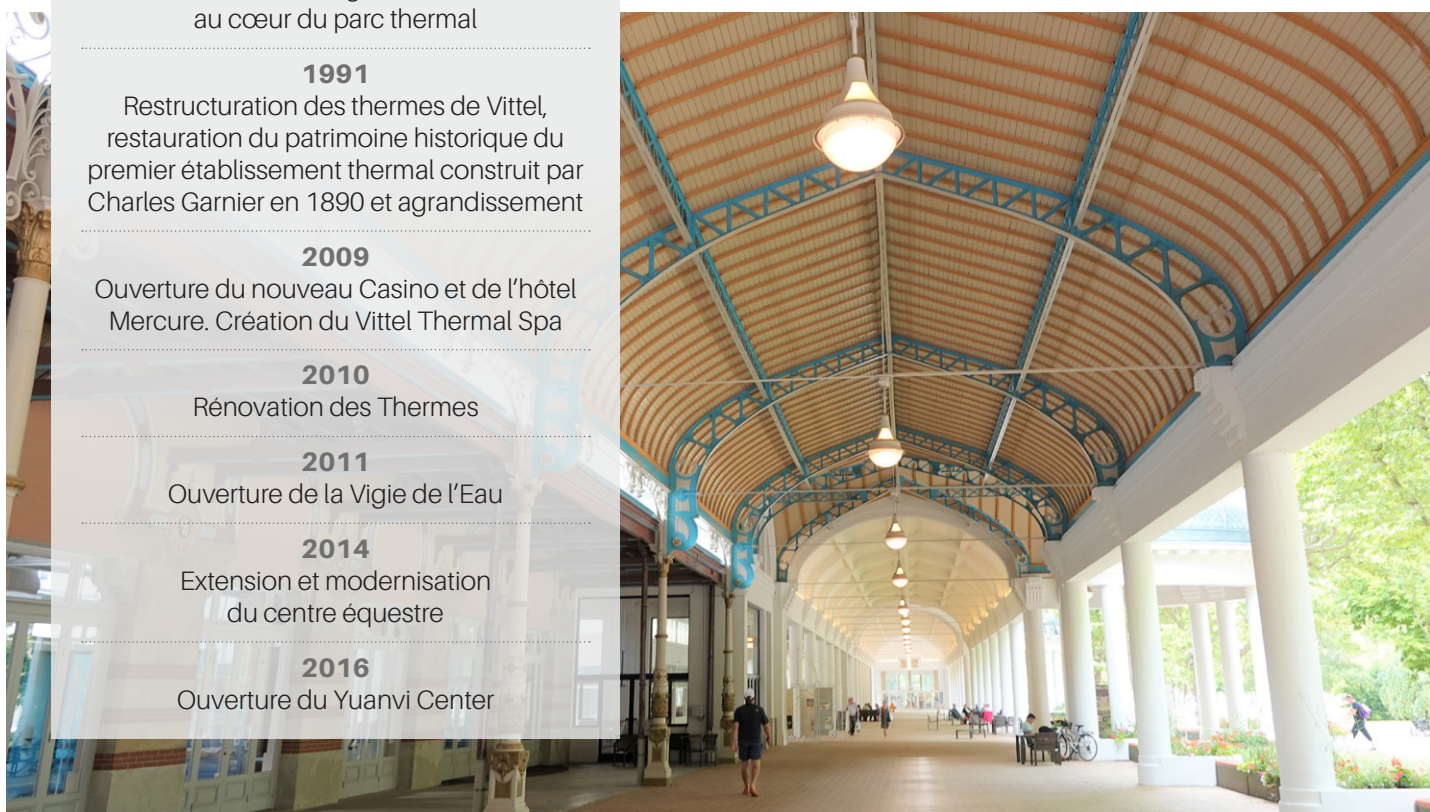 au cœur du parc thermal
1991
Restructuration des thermes de Vittel,
restauration du patrimoine historique du
premier établissement thermal construit par
Charles Garnier en 1890 et agrandissement
2009
Ouverture du nouveau Casino et de l’hôtel
Mercure. Création du Vittel Thermal Spa
2010
Rénovation des Thermes
2011
Ouverture de la Vigie de l’Eau
2014
Extension et modernisation
du centre équestre
2016
Ouverture du Yuanvi Center